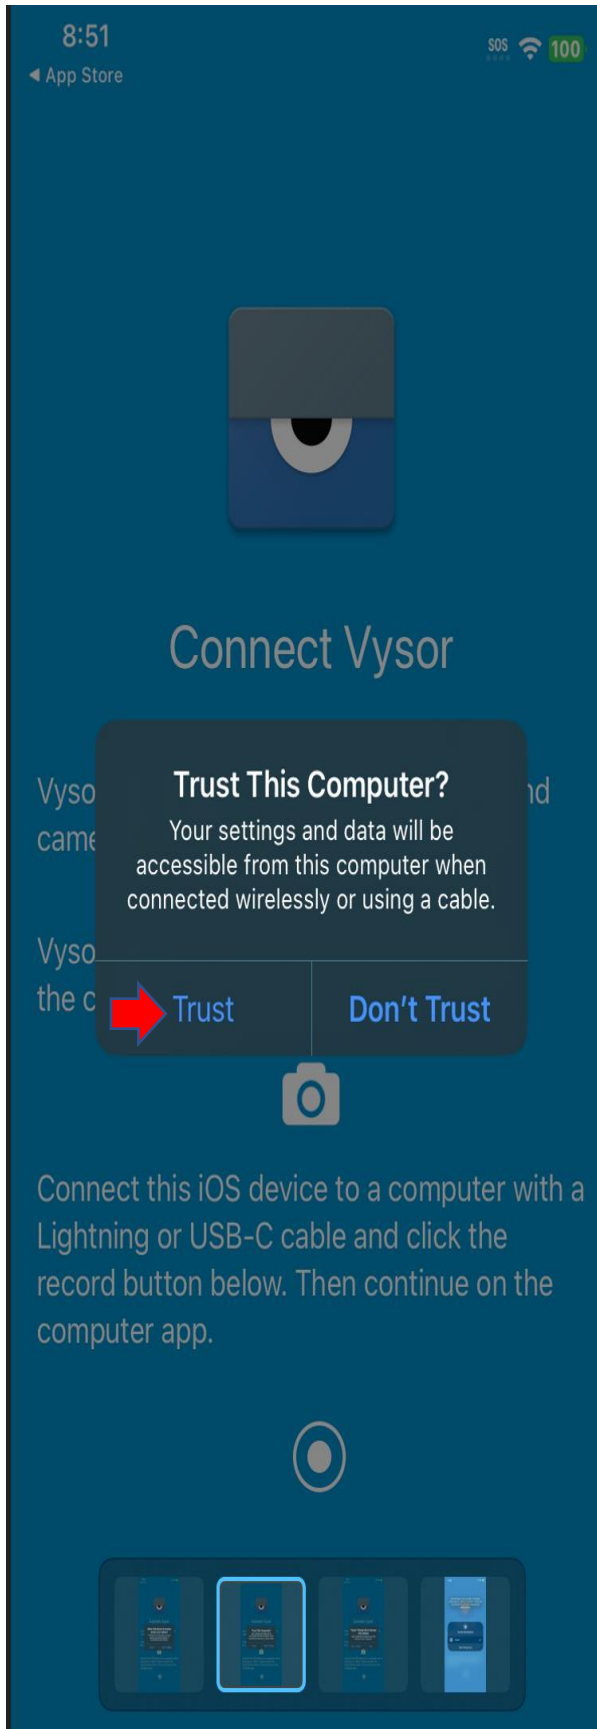 8:51
SOS
100
App Store
Connect Vysor
Trust This Computer?
Your settings and data will be
accessible from this computer when
connected wirelessly or using a cable.
Trust
Don't Trust
the
Connect this iOS device to a computer with a
Lightning or USB-C cable and click the
record button below. Then continue on the
computer app.